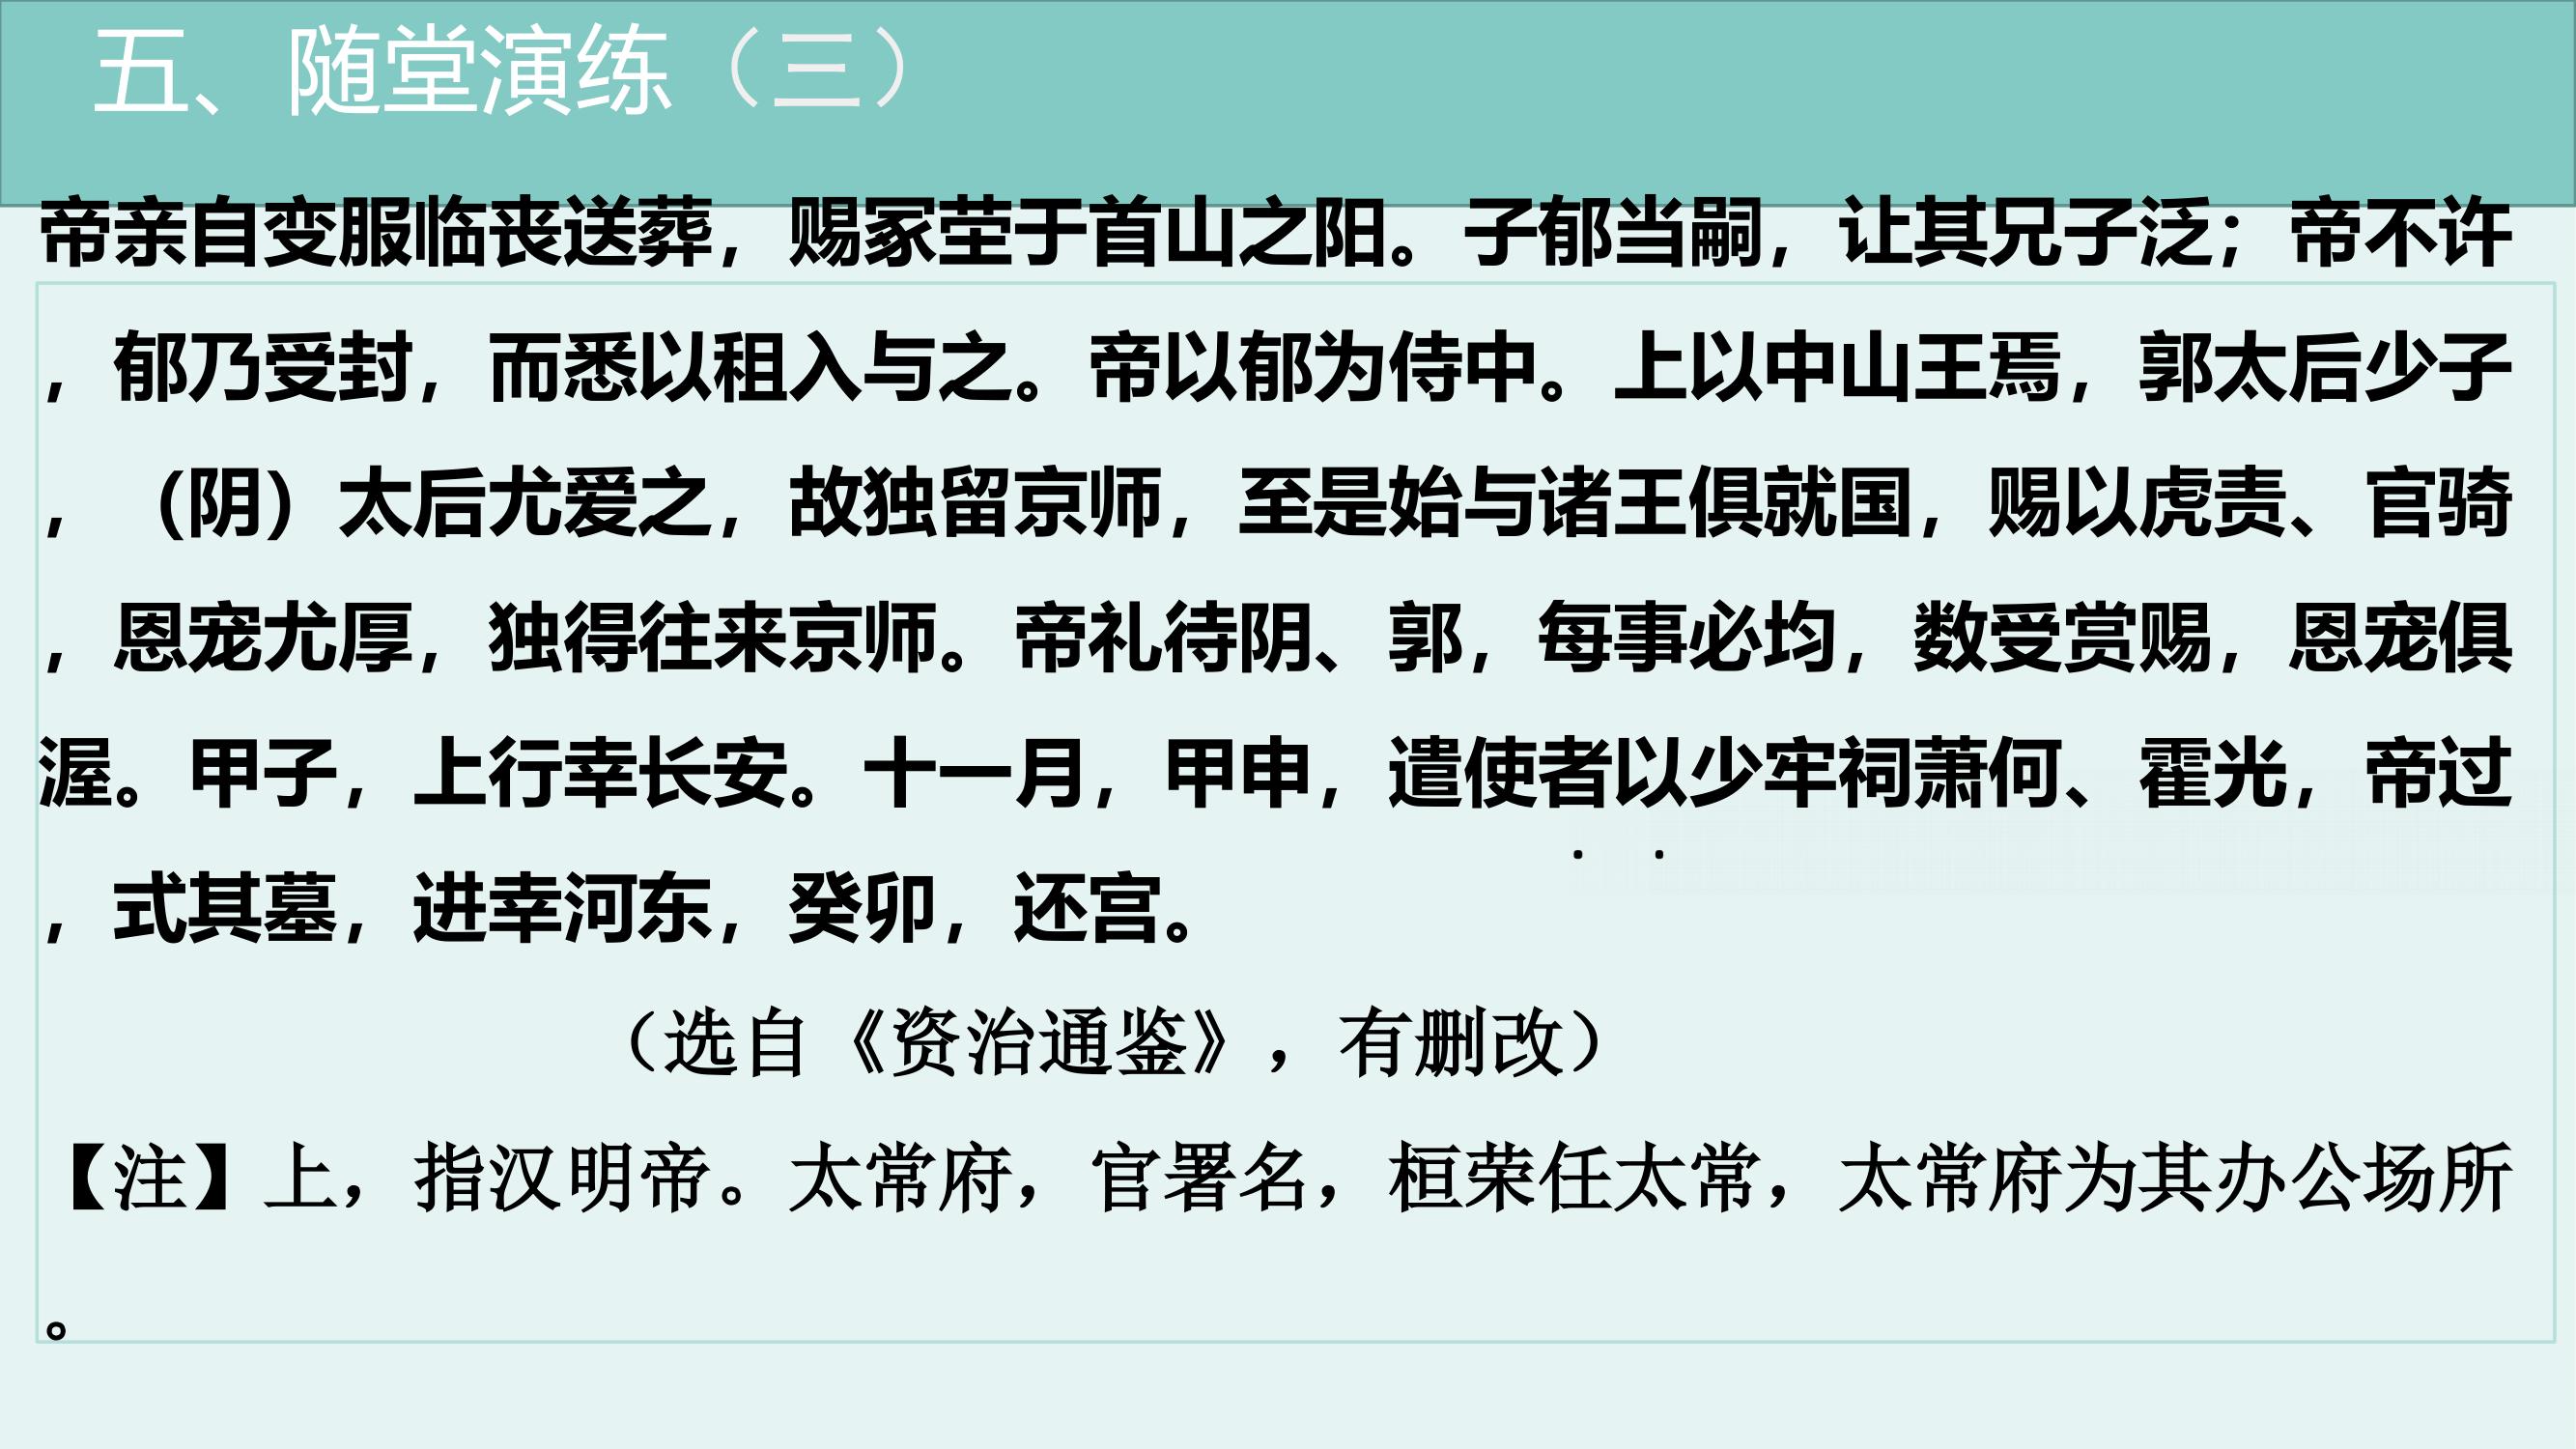 五、随堂演练（三）
帝亲自变服临丧送葬，赐冢茔于首山之阳。子郁当嗣，让其兄子泛；帝不许
，郁乃受封，而悉以租入与之。帝以郁为侍中。上以中山王焉，郭太后少子
，（阴）太后尤爱之，故独留京师，至是始与诸王俱就国，赐以虎责、官骑
，恩宠尤厚，独得往来京师。帝礼待阴、郭，每事必均，数受赏赐，恩宠俱
渥。甲子，上行幸长安。十一月，甲申，遣使者以少牢祠萧何、霍光，帝过
，式其墓，进幸河东，癸卯，还宫。
（选自《资治通鉴》，有删改）
【注】上，指汉明帝。太常府，官署名，桓荣任太常，太常府为其办公场所
。